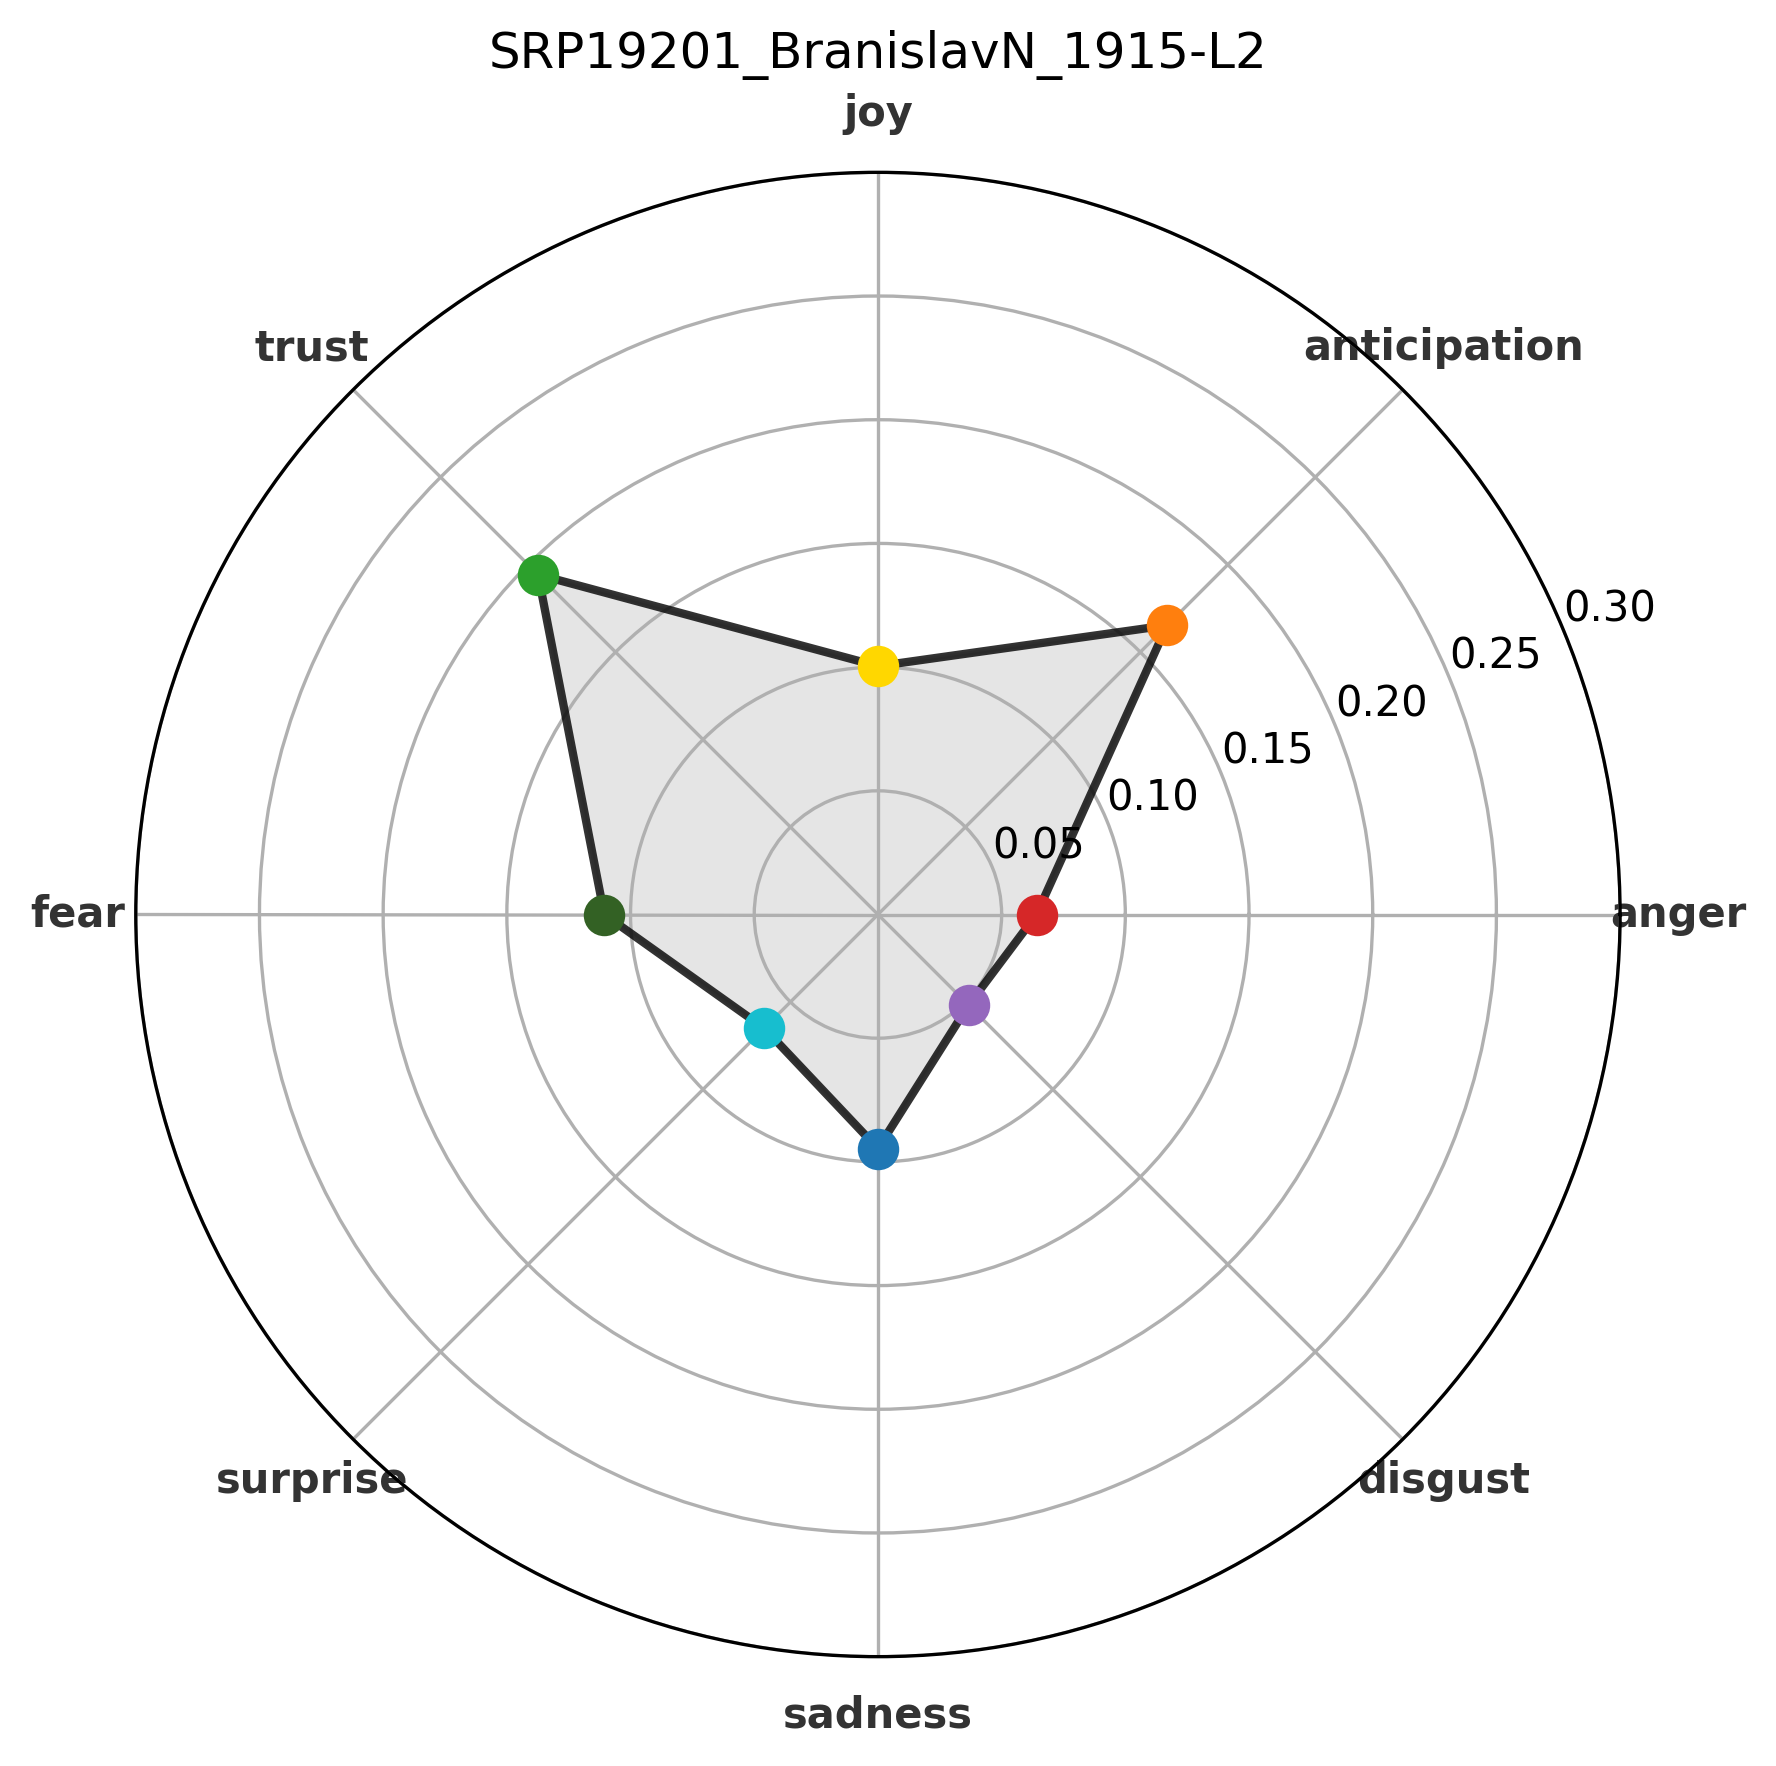 SRP19201_BranislavN_1915-L2
joy
trust
anticipation
0.30
0.25
0.20
0.15
0.10
0.05
fear
anger
surprise
disgust
sadness